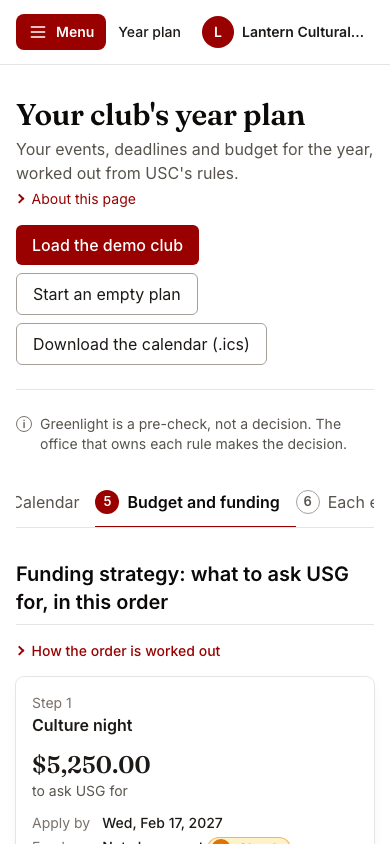 Menu
Year plan
L
Lantern Cultural...
Your club's year plan
Your events, deadlines and budget for the year,
worked out from USC's rules.
About this page
Load the demo club
Start an empty plan
Download the calendar (.ics)
Greenlight is a pre-check, not a decision. The
office that owns each rule makes the decision.
Calendar
5 Budget and funding
6 Each
Funding strategy: what to ask USG
for, in this order
How the order is worked out
Step 1
Culture night
$5,250.00
to ask USG for
Apply by Wed, Feb 17, 2027